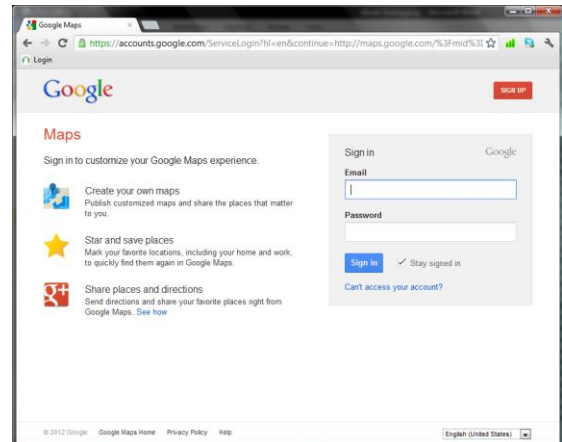 Google Maps
https://accounts.google.com/ServiceLogin?hl=en&continue=http://maps.google.com/%3Fmid%3D
Login
Google
SIGN UP
Maps
Sign in to customize your Google Maps experience.
Create your own maps
Publish customized maps and share the places that matter
to you.
Star and save places
Mark your favorite locations, including your home and work,
to quickly find them again in Google Maps.
Share places and directions
Send directions and share your favorite places right from
Google Maps. See how
Sign in Google
Email
Password
Sign in Stay signed in
Can't access your account?
© 2012 Google Google Maps Home Privacy Policy Help
English (United States)